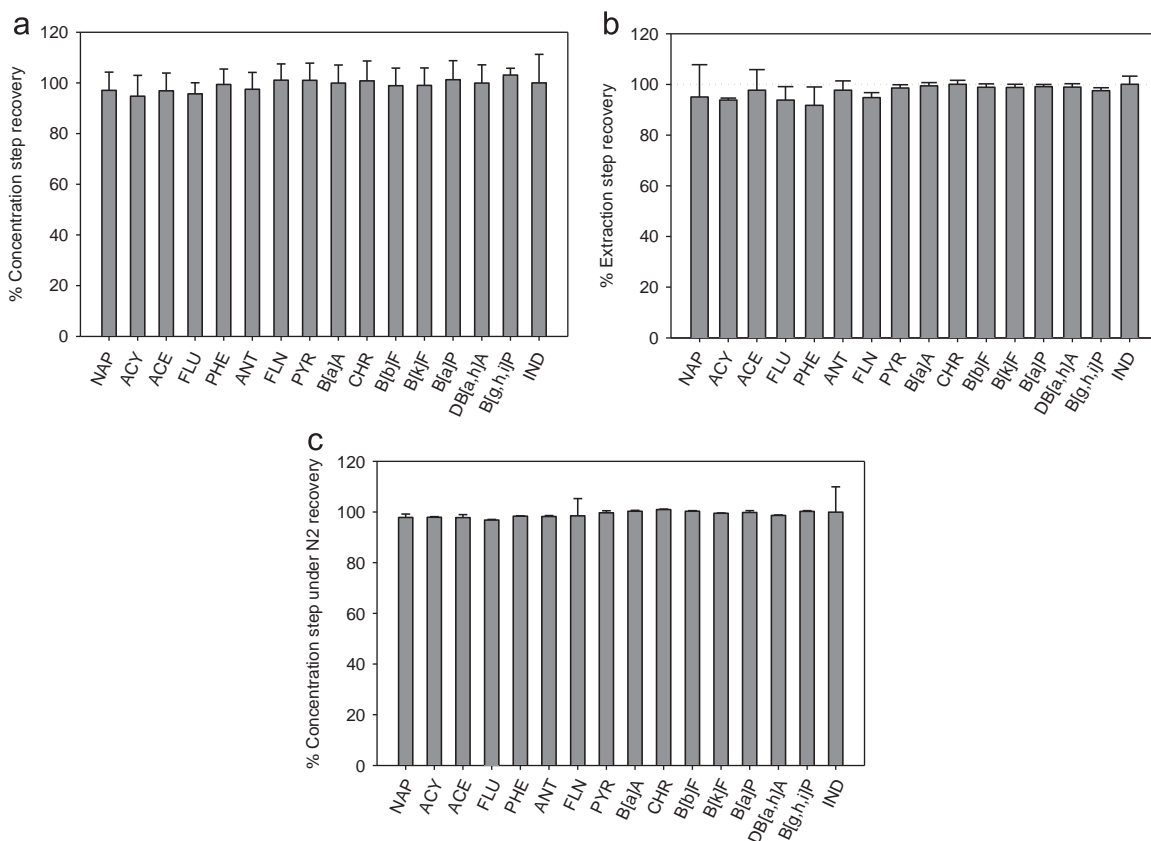 a
% Concentration step recovery
120
100
80
60
40
20
0
NAP
ACY
ACE
FLU
PHE
ANT
FLN
PYR
B[a]A
CHR
B[b]F
B[k]F
B[a]P
DB[a,h]A
B[g,h,i]P
IND
b
% Extraction step recovery
120
100
80
60
40
20
0
NAP
ACY
ACE
FLU
PHE
ANT
FLN
PYR
B[a]A
CHR
B[b]F
B[k]F
B[a]P
DB[a,h]A
B[g,h,i]P
IND
c
% Concentration step under N2 recovery
120
100
80
60
40
20
0
NAP
ACY
ACE
FLU
PHE
ANT
FLN
PYR
B[a]A
CHR
B[b]F
B[k]F
B[a]P
DB[a,h]A
B[g,h,i]P
IND